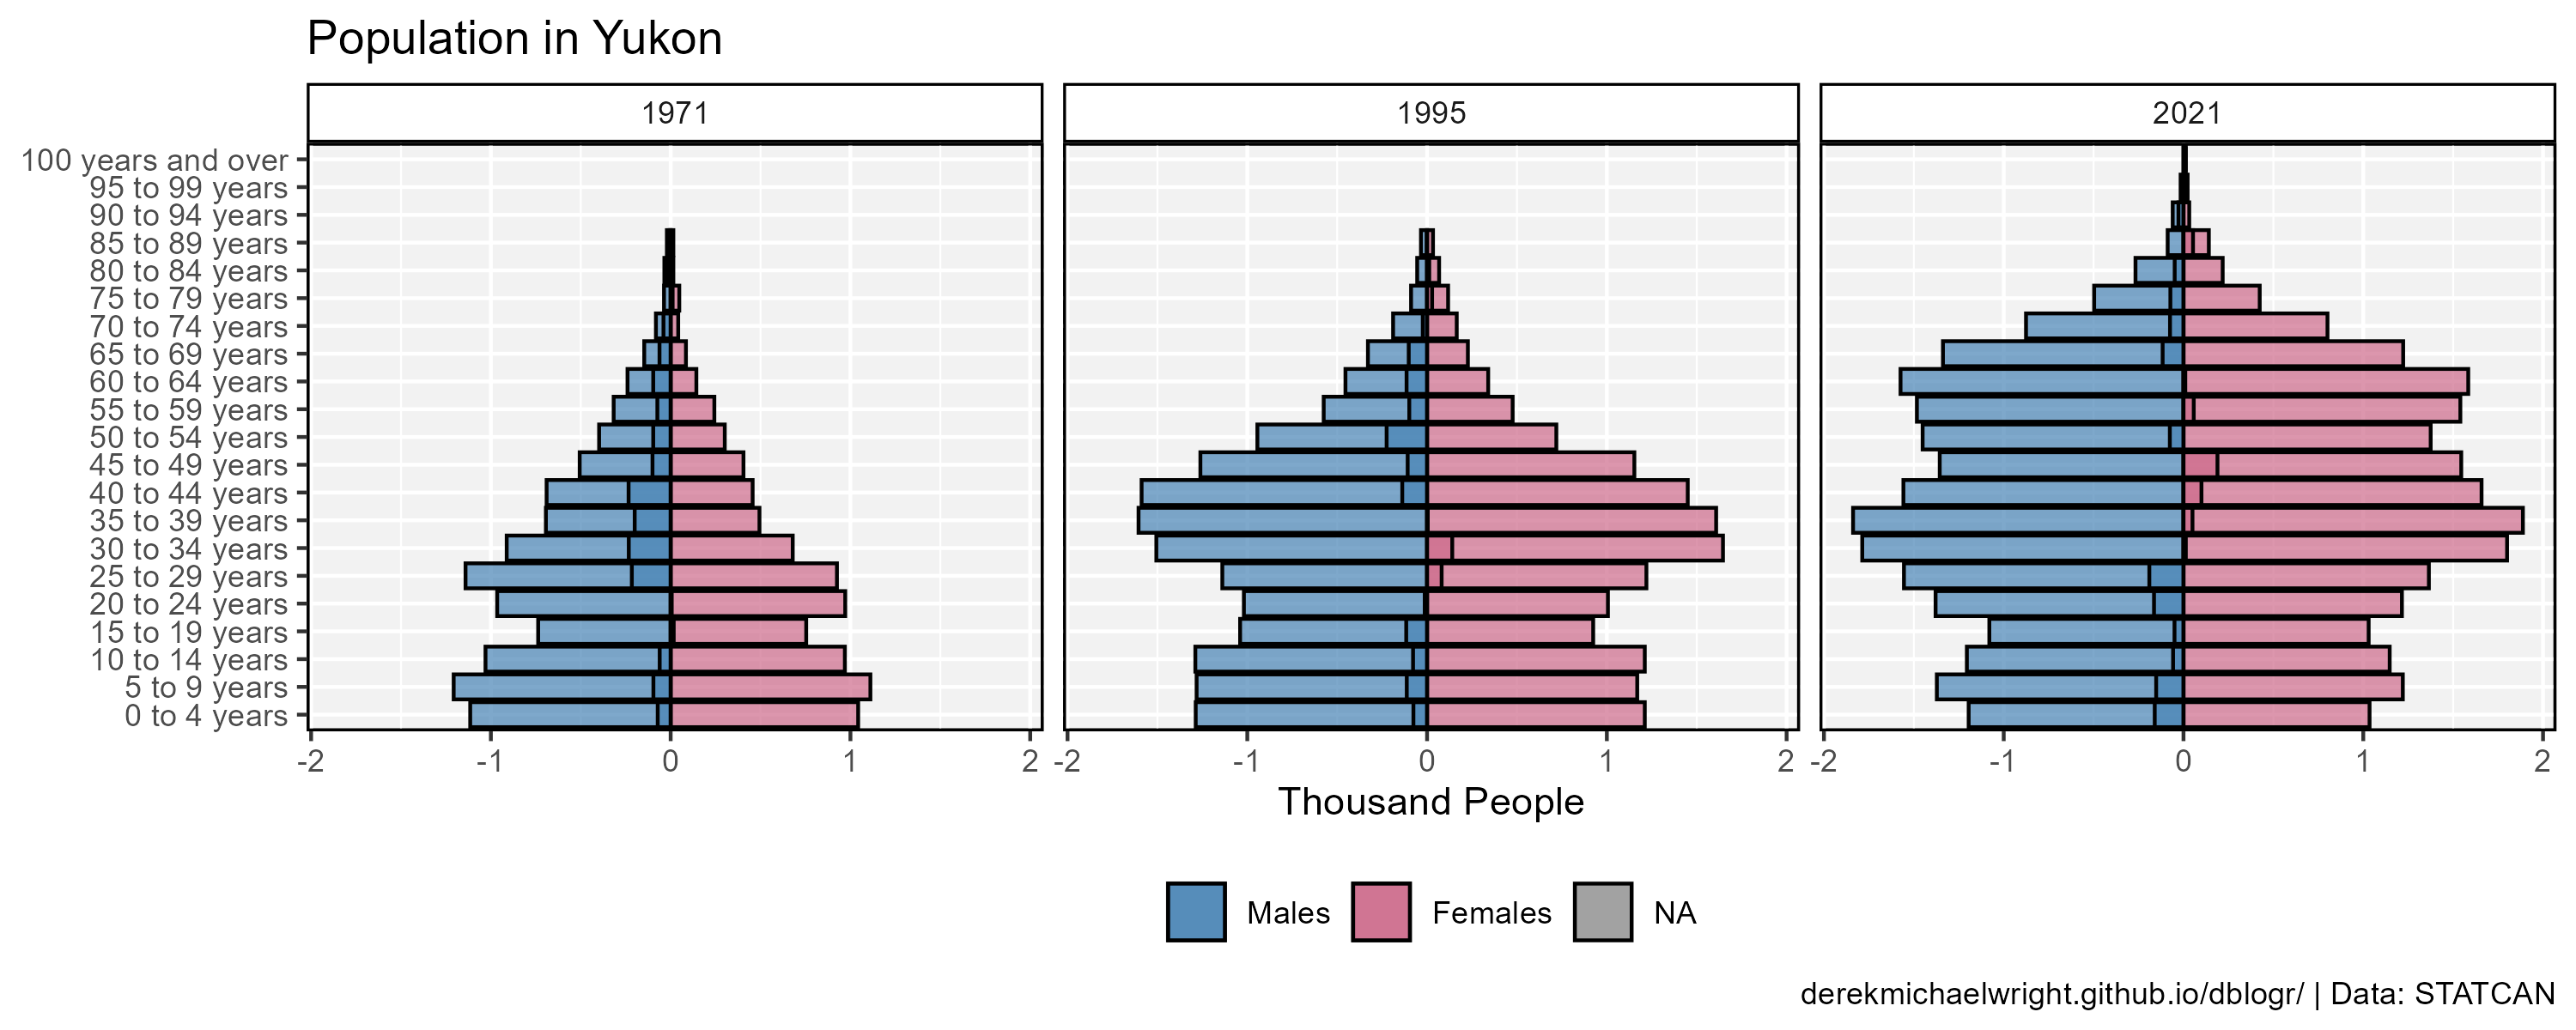 Population in Yukon
1971
1995
2021
100 years and over
95 to 99 years
90 to 94 years
85 to 89 years
80 to 84 years
75 to 79 years
70 to 74 years
65 to 69 years
60 to 64 years
55 to 59 years
50 to 54 years
45 to 49 years
40 to 44 years
35 to 39 years
30 to 34 years
25 to 29 years
20 to 24 years
15 to 19 years
10 to 14 years
5 to 9 years
0 to 4 years
-2 -1 0 1 2
-2 -1 0 1 2
-2 -1 0 1 2
Thousand People
Males Females NA
derekmichaelwright.github.io/dblogr/ | Data: STATCAN